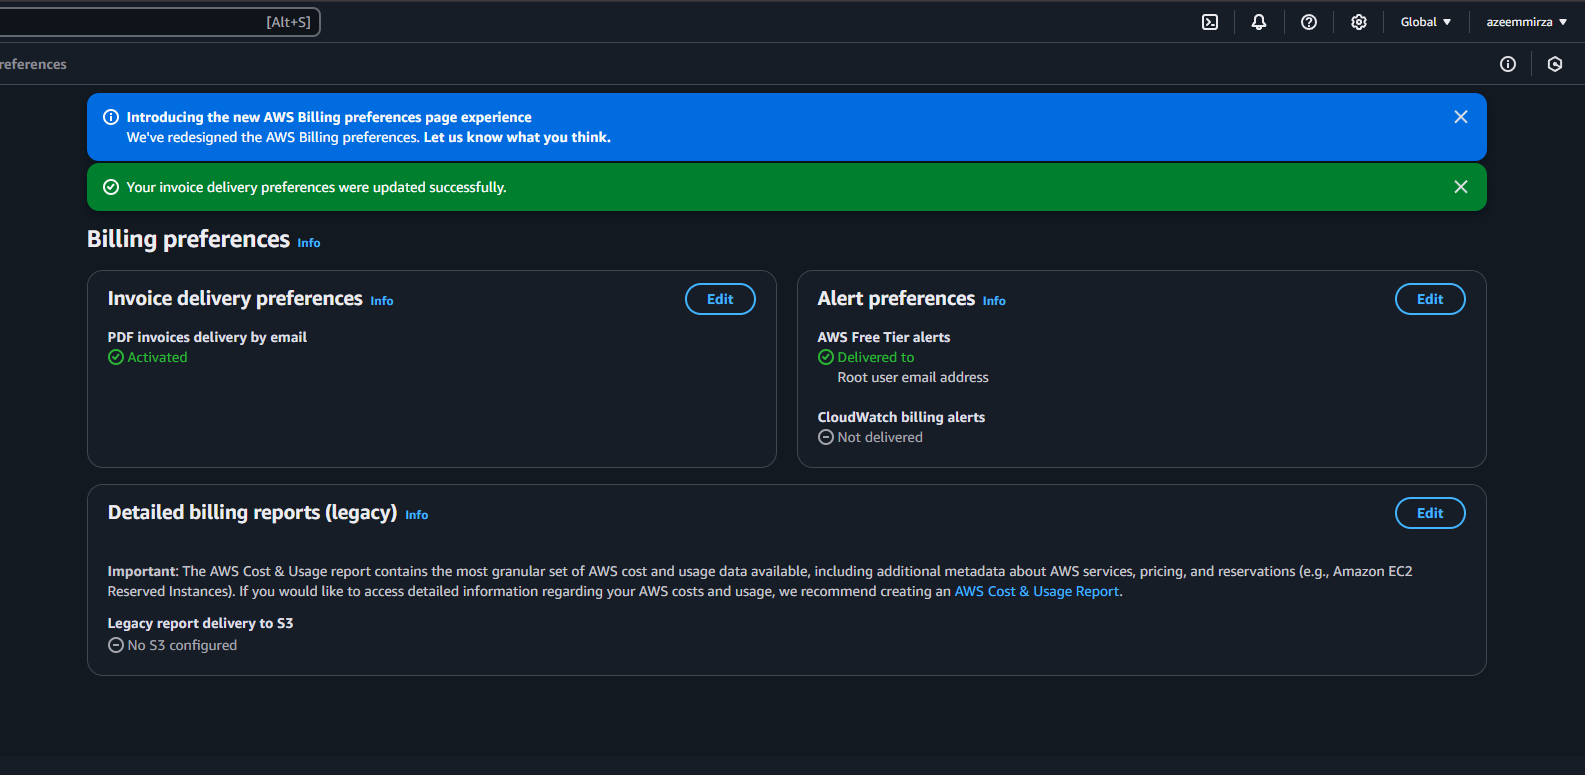 [Alt+S]
Global
azeemmirza
references
Introducing the new AWS Billing preferences page experience
We've redesigned the AWS Billing preferences. Let us know what you think.
Your invoice delivery preferences were updated successfully.
Billing preferences Info
Invoice delivery preferences Info
Edit
PDF invoices delivery by email
Activated
Alert preferences Info
Edit
AWS Free Tier alerts
Delivered to
Root user email address
CloudWatch billing alerts
Not delivered
Detailed billing reports (legacy) Info
Edit
Important: The AWS Cost & Usage report contains the most granular set of AWS cost and usage data available, including additional metadata about AWS services, pricing, and reservations (e.g., Amazon EC2
Reserved Instances). If you would like to access detailed information regarding your AWS costs and usage, we recommend creating an AWS Cost & Usage Report.
Legacy report delivery to S3
No S3 configured